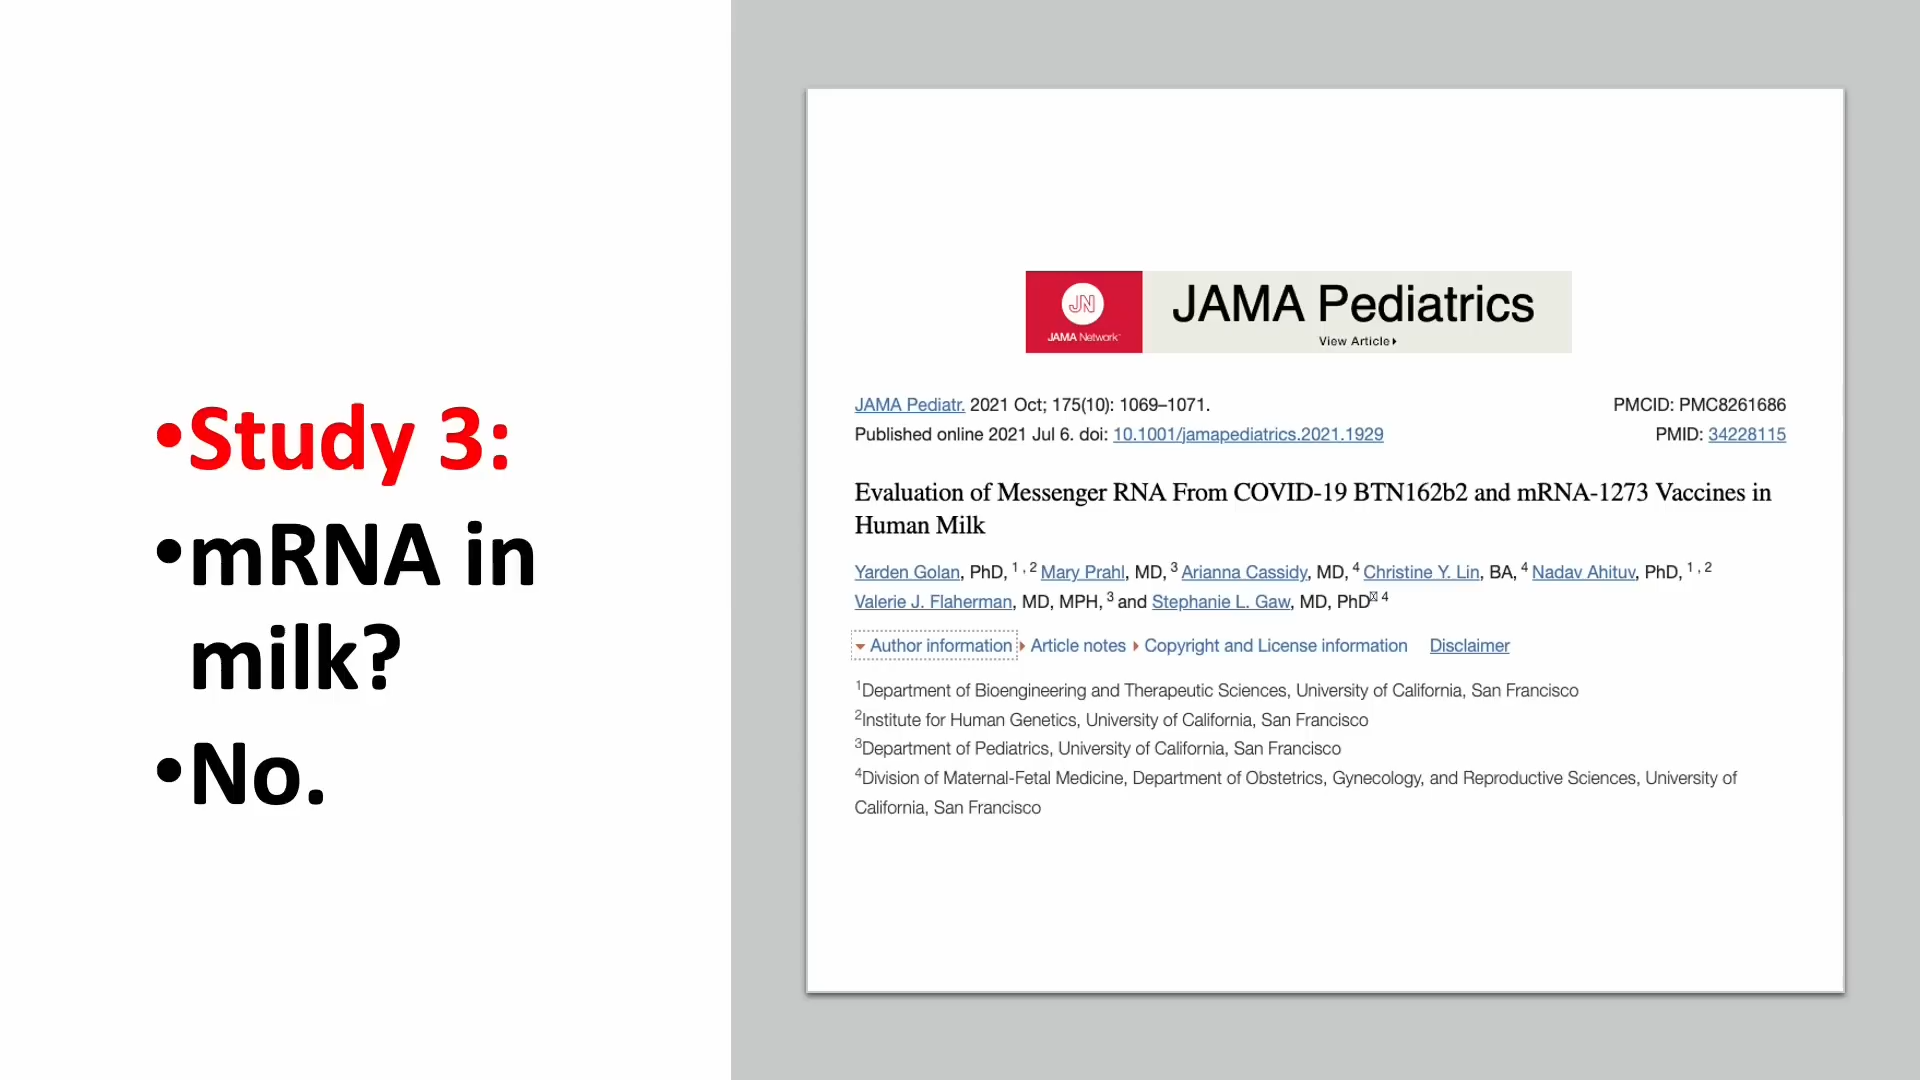 •Study 3:
•mRNA in
milk?
•No.
JN
JAMA Network
JAMA Pediatrics
View Article
JAMA Pediatr. 2021 Oct; 175(10): 1069–1071.
PMCID: PMC8261686
Published online 2021 Jul 6. doi: 10.1001/jamapediatrics.2021.1929
PMID: 34228115
Evaluation of Messenger RNA From COVID-19 BTN162b2 and mRNA-1273 Vaccines in
Human Milk
Yarden Golan, PhD, 1, 2 Mary Prahl, MD, 3 Arianna Cassidy, MD, 4 Christine Y. Lin, BA, 4 Nadav Ahituv, PhD, 1, 2
Valerie J. Flaherman, MD, MPH, 3 and Stephanie L. Gaw, MD, PhD 4
Author information Article notes Copyright and License information Disclaimer
1Department of Bioengineering and Therapeutic Sciences, University of California, San Francisco
2Institute for Human Genetics, University of California, San Francisco
3Department of Pediatrics, University of California, San Francisco
4Division of Maternal-Fetal Medicine, Department of Obstetrics, Gynecology, and Reproductive Sciences, University of
California, San Francisco